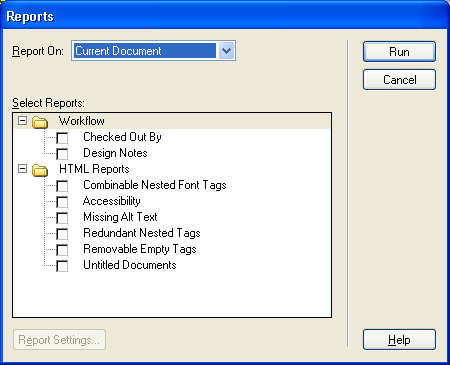 Reports
Report On: Current Document
Run
Cancel
Select Reports:
Workflow
Checked Out By
Design Notes
HTML Reports
Combinable Nested Font Tags
Accessibility
Missing Alt Text
Redundant Nested Tags
Removable Empty Tags
Untitled Documents
Report Settings...
Help